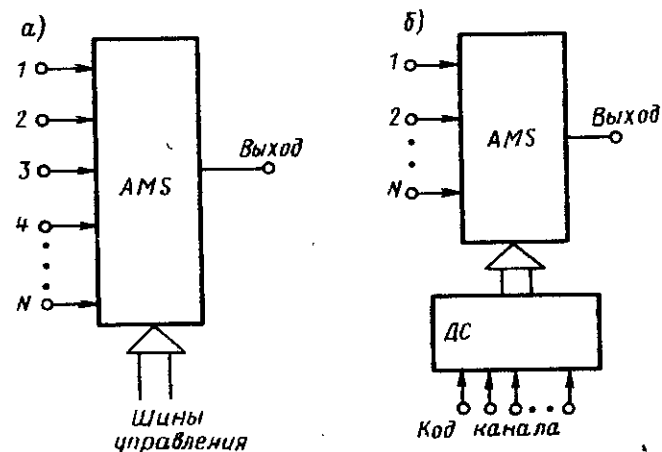 а)
1
2
3
4
N
AMS
Выход
Шины
управления
б)
1
2
N
AMS
Выход
ДС
Код канала